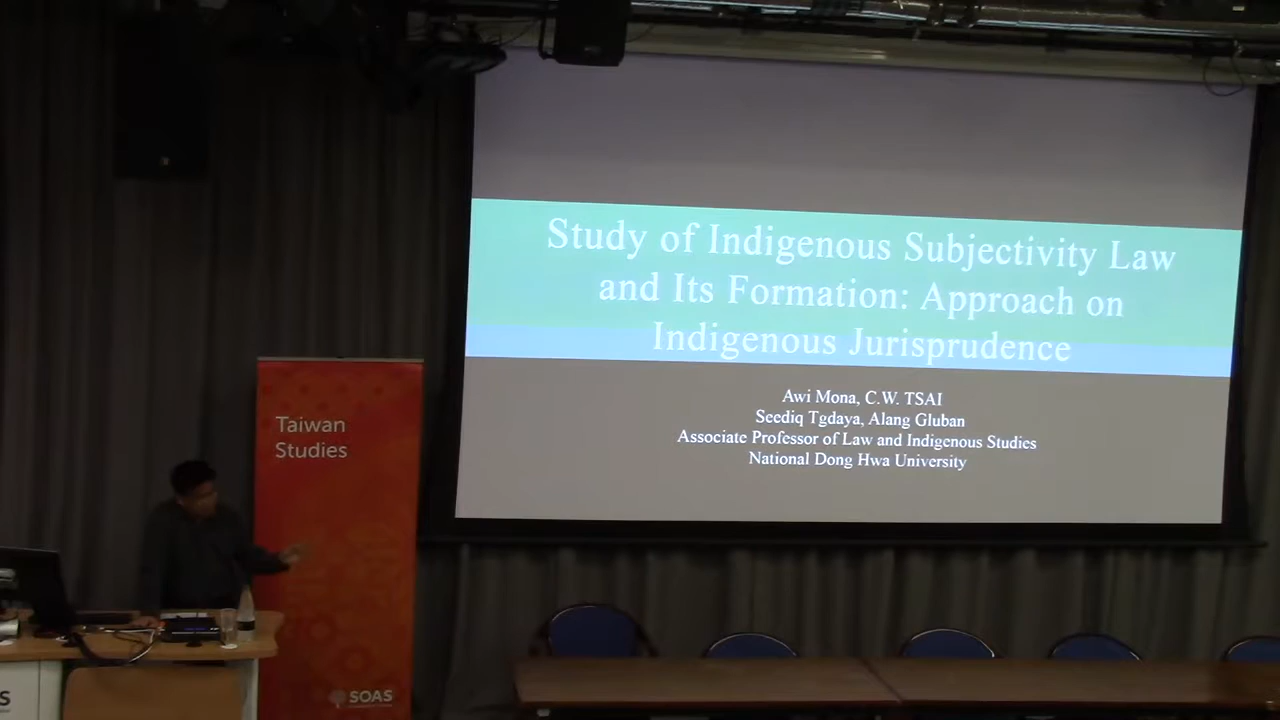 Study of Indigenous Subjectivity Law
and Its Formation: Approach on
Indigenous Jurisprudence
Awi Mona, C.W. TSAI
Seediq Tgdaya, Alang Gluban
Associate Professor of Law and Indigenous Studies
National Dong Hwa University
Taiwan
Studies
SOAS